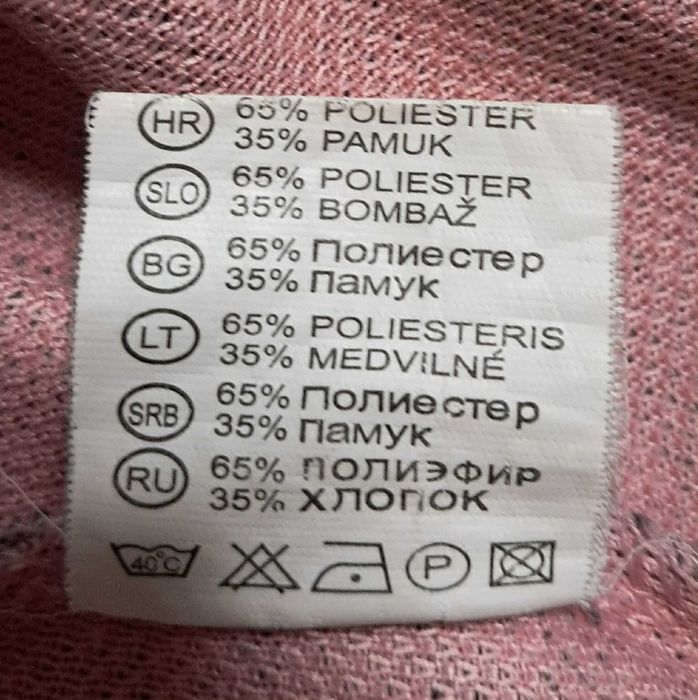 HR 65% POLIESTER
35% PAMUK
SLO 65% POLIESTER
35% BOMBAŽ
BG 65% Полиестер
35% Памук
LT 65% POLIESTERIS
35% MEDVILNÉ
SRB 65% Полиестер
35% Памук
RU 65% ПОЛИЭФИР
35% ХЛОПОК
40°C P